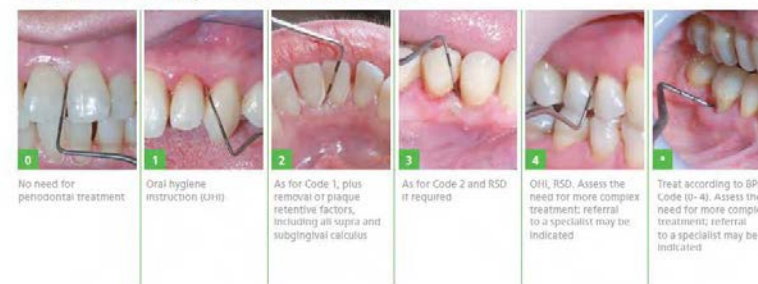 0
No need for
periodontal treatment
1
Oral hygiene
instruction (OHI)
2
As for Code 1, plus
removal of plaque
retentive factors,
including all supra and
subgingival calculus
3
As for Code 2 and RSD
if required
4
OHI, RSD. Assess the
need for more complex
treatment; referral
to a specialist may be
indicated
*
Treat according to BP
Code (0-4). Assess the
need for more comple
treatment; referral
to a specialist may be
indicated